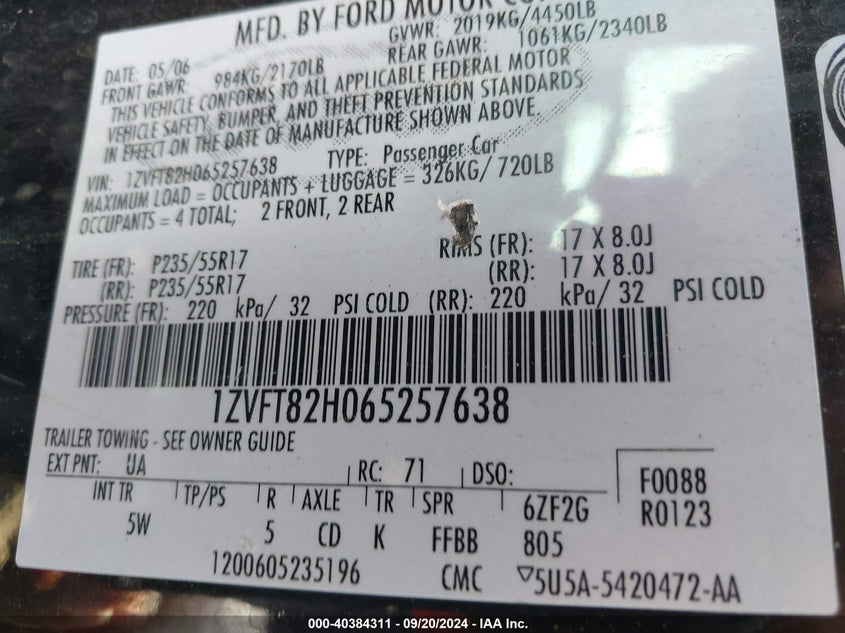 MFD. BY FORD MOTOR CO
DATE: 05/06 GVWR: 2019KG/4450LB
FRONT GAWR: 984KG/2170LB REAR GAWR: 1061KG/2340LB
THIS VEHICLE CONFORMS TO ALL APPLICABLE FEDERAL MOTOR
VEHICLE SAFETY, BUMPER, AND THEFT PREVENTION STANDARDS
IN EFFECT ON THE DATE OF MANUFACTURE SHOWN ABOVE.
VIN: 1ZVFT82H065257638 TYPE: Passenger Car
MAXIMUM LOAD = OCCUPANTS + LUGGAGE = 326KG/ 720LB
OCCUPANTS = 4 TOTAL; 2 FRONT, 2 REAR
TIRE (FR): P235/55R17 RIMS (FR): 17 X 8.0J
(RR): P235/55R17 (RR): 17 X 8.0J
PRESSURE (FR): 220 kPa/ 32 PSI COLD (RR): 220 kPa/ 32 PSI COLD
1ZVFT82H065257638
TRAILER TOWING - SEE OWNER GUIDE
EXT PNT: UA RC: 71 DSO: F0088
INT TR TP/PS R AXLE TR SPR 6ZF2G R0123
5W 5 CD K FFBB 805
1200605235196 CMC ▽5U5A-5420472-AA
000-40384311 - 09/20/2024 - IAA Inc.